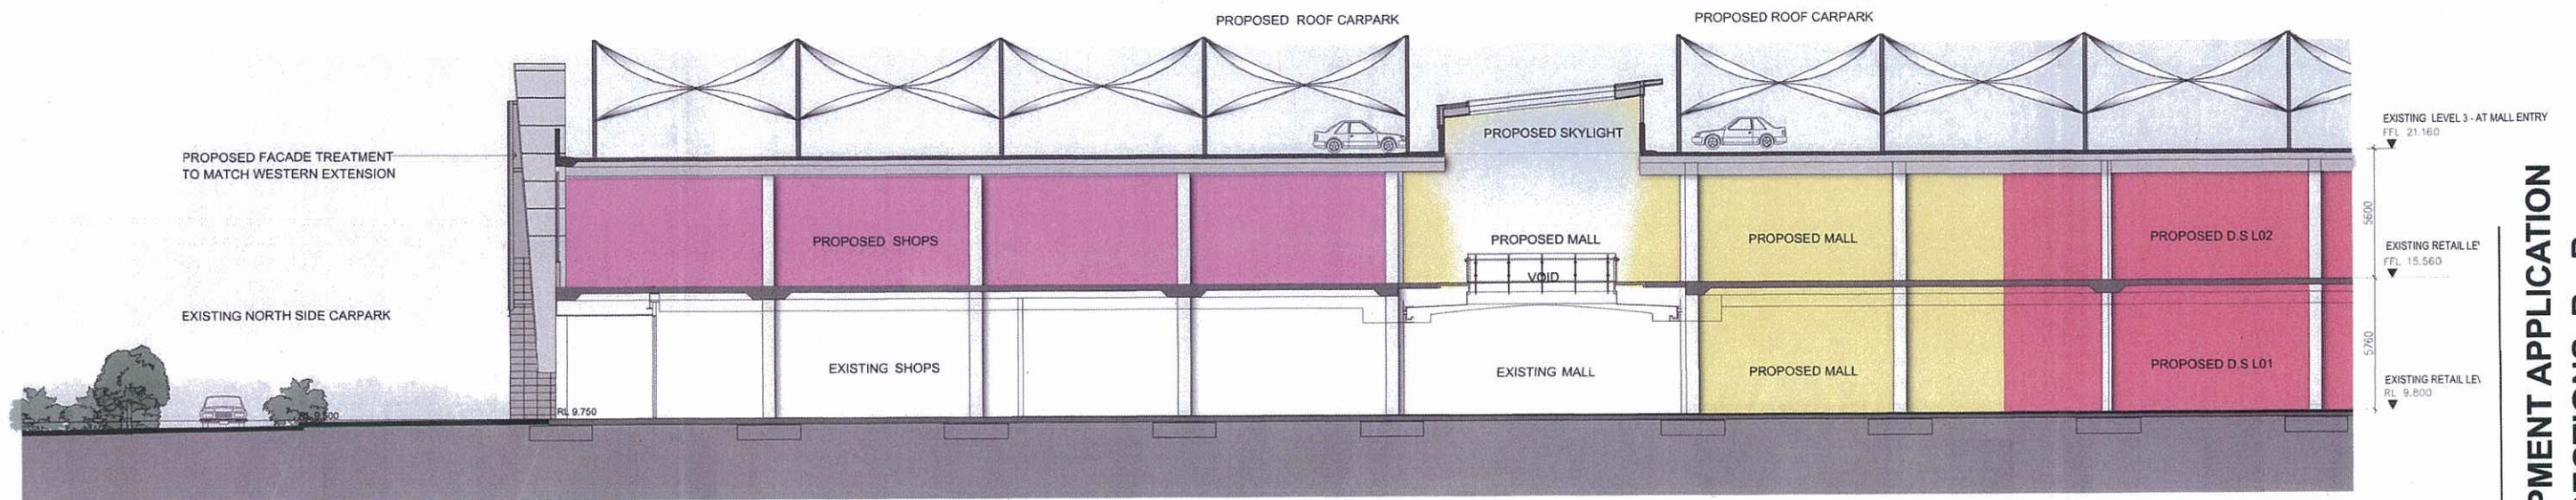 PROPOSED ROOF CARPARK
PROPOSED ROOF CARPARK
EXISTING LEVEL 3 - AT MALL ENTRY
FFL 21.160
PROPOSED SKYLIGHT
PROPOSED FACADE TREATMENT
TO MATCH WESTERN EXTENSION
5600
PROPOSED SHOPS
PROPOSED MALL
PROPOSED MALL
PROPOSED D.S L02
EXISTING RETAIL LE
FFL 15.560
VOID
EXISTING NORTH SIDE CARPARK
5760
EXISTING SHOPS
EXISTING MALL
PROPOSED MALL
PROPOSED D.S L01
EXISTING RETAIL LE
RL 9.800
RL 9.500
RL 9.750
PMENT APPLICATION